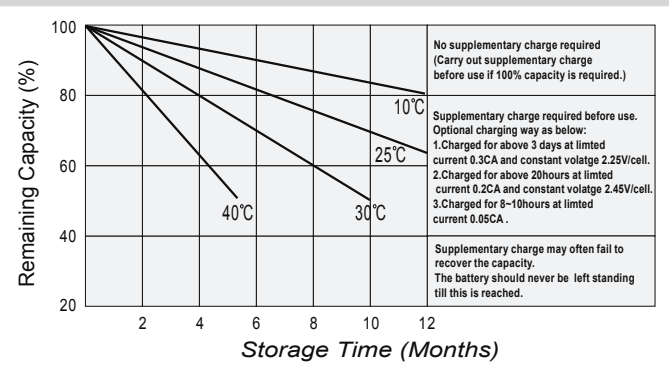 Remaining Capacity (%)
100
80
60
40
20
2 4 6 8 10 12
Storage Time (Months)
10℃
25℃
30℃
40℃
No supplementary charge required
(Carry out supplementary charge
before use if 100% capacity is required.)
Supplementary charge required before use.
Optional charging way as below:
1.Charged for above 3 days at limted
current 0.3CA and constant volatge 2.25V/cell.
2.Charged for above 20hours at limted
current 0.2CA and constant volatge 2.45V/cell.
3.Charged for 8~10hours at limted
current 0.05CA .
Supplementary charge may often fail to
recover the capacity.
The battery should never be left standing
till this is reached.